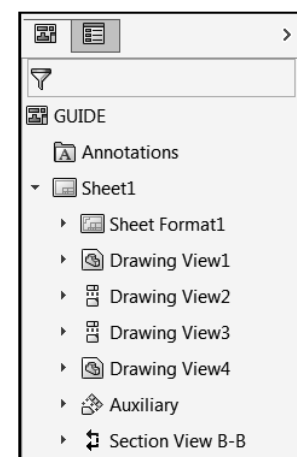 GUIDE
Annotations
Sheet1
Sheet Format1
Drawing View1
Drawing View2
Drawing View3
Drawing View4
Auxiliary
Section View B-B